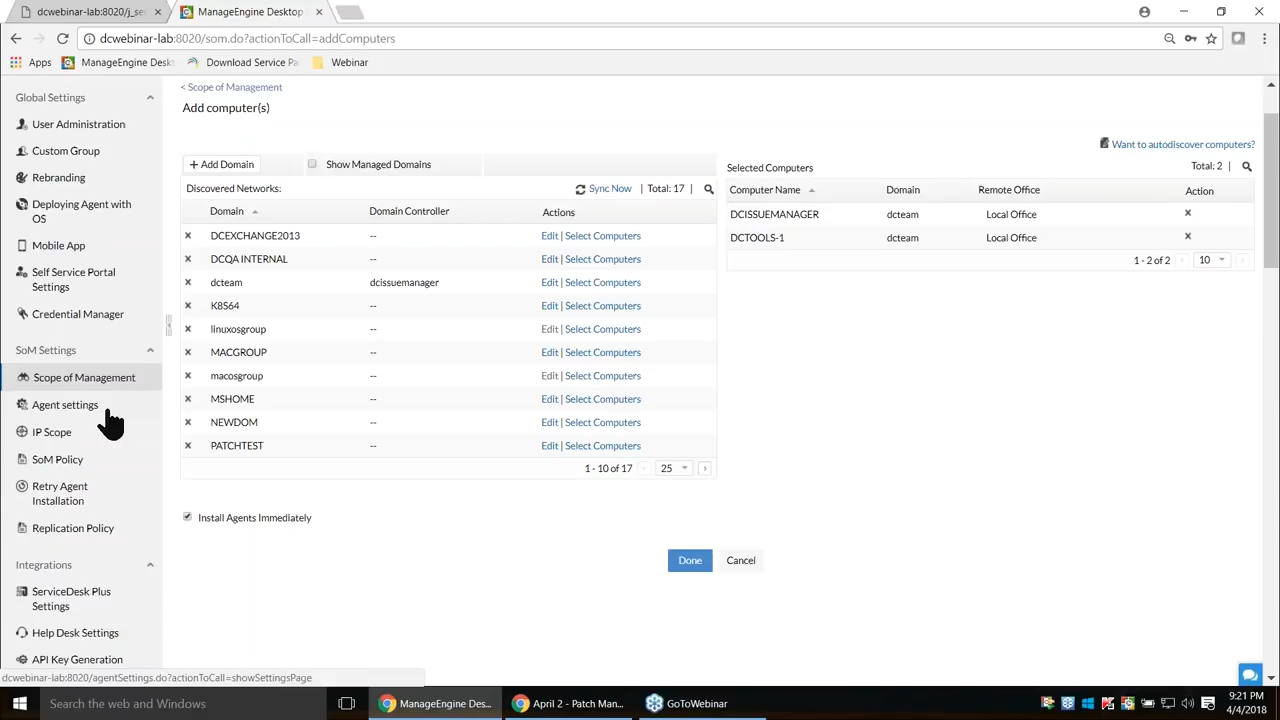 dcwebinar-lab:8020/j_se
ManageEngine Desktop
dcwebinar-lab:8020/som.do?actionToCall=addComputers
Apps
ManageEngine Desk
Download Service Pa
Webinar
Global Settings
User Administration
Custom Group
Rebranding
Deploying Agent with
OS
Mobile App
Self Service Portal
Settings
Credential Manager
SoM Settings
Scope of Management
Agent settings
IP Scope
SoM Policy
Retry Agent
Installation
Replication Policy
Integrations
ServiceDesk Plus
Settings
Help Desk Settings
API Key Generation
< Scope of Management
Add computer(s)
Want to autodiscover computers?
+ Add Domain
Show Managed Domains
Discovered Networks:
Sync Now | Total: 17 |
Domain Domain Controller Actions
DCEXCHANGE2013 -- Edit | Select Computers
DCQA INTERNAL -- Edit | Select Computers
dcteam dcissuemanager Edit | Select Computers
K8S64 -- Edit | Select Computers
linuxosgroup -- Edit | Select Computers
MACGROUP -- Edit | Select Computers
macosgroup -- Edit | Select Computers
MSHOME -- Edit | Select Computers
NEWDOM -- Edit | Select Computers
PATCHTEST -- Edit | Select Computers
1 - 10 of 17 25
Selected Computers
Total: 2 |
Computer Name Domain Remote Office Action
DCISSUEMANAGER dcteam Local Office
DCTOOLS-1 dcteam Local Office
1 - 2 of 2 10
Install Agents Immediately
Done Cancel
dcwebinar-lab:8020/agentSettings.do?actionToCall=showSettingsPage
Search the web and Windows
ManageEngine Des...
April 2 - Patch Man...
GoToWebinar
9:21 PM
4/4/2018